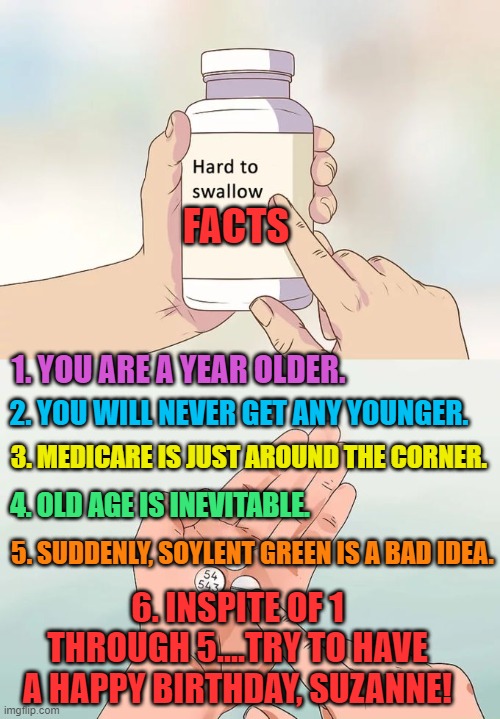 Hard to
swallow
FACTS
1. YOU ARE A YEAR OLDER.
2. YOU WILL NEVER GET ANY YOUNGER.
3. MEDICARE IS JUST AROUND THE CORNER.
4. OLD AGE IS INEVITABLE.
5. SUDDENLY, SOYLENT GREEN IS A BAD IDEA.
54
543
6. INSPITE OF 1
THROUGH 5....TRY TO HAVE
A HAPPY BIRTHDAY, SUZANNE!
imgflip.com